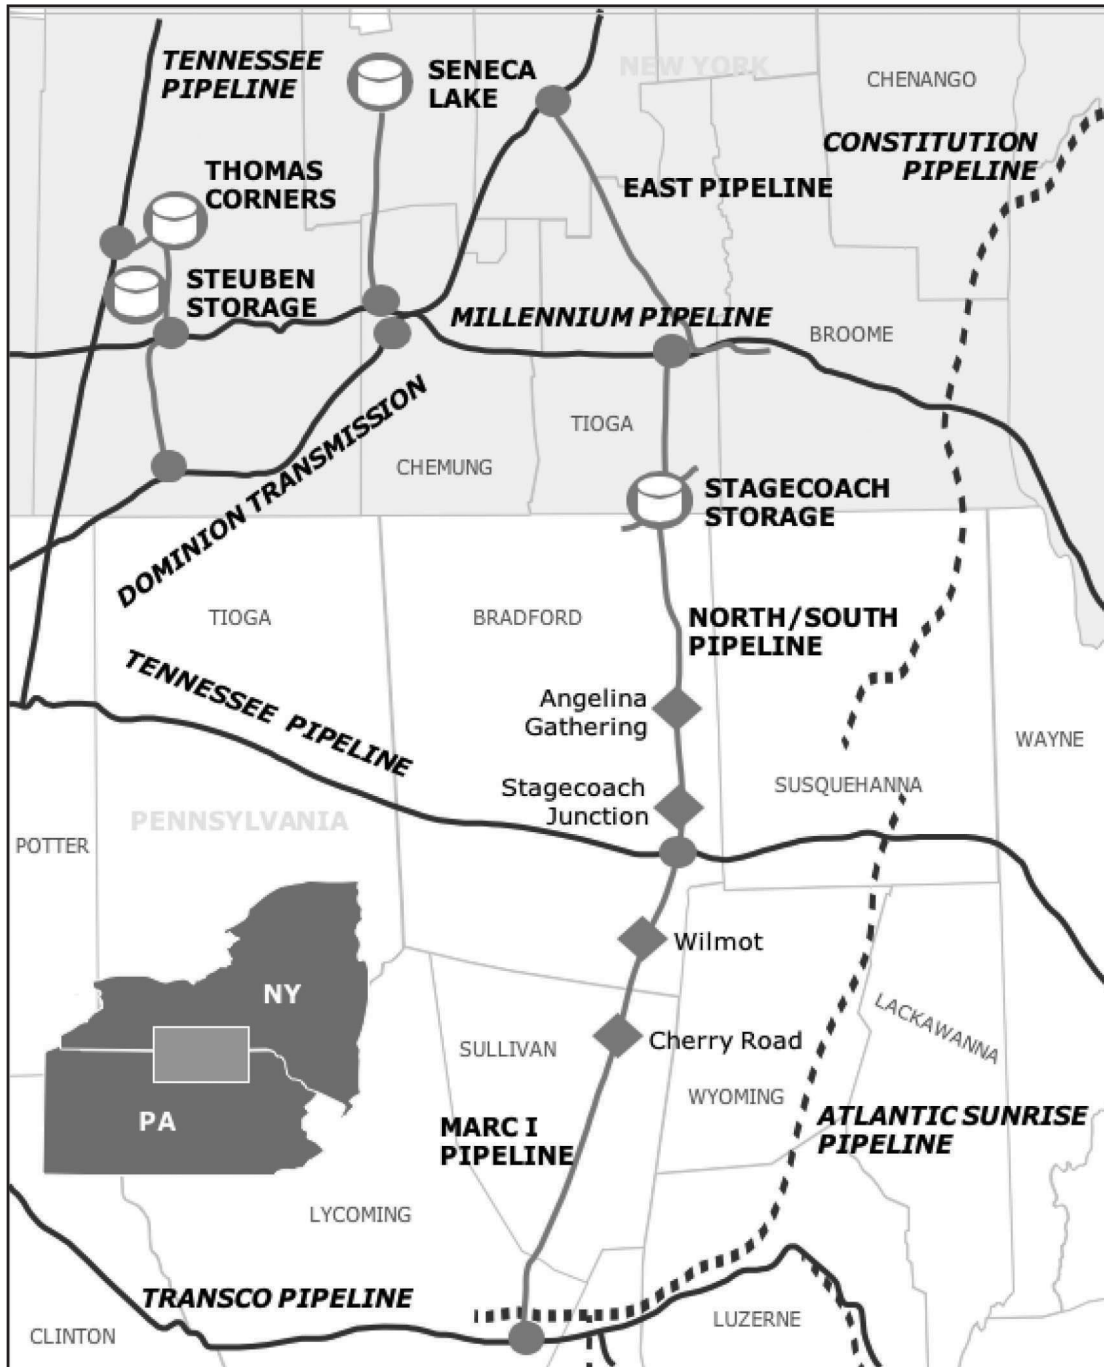 TENNESSEE
PIPELINE
SENECA
LAKE
NEW YORK
CHENANGO
CONSTITUTION
PIPELINE
THOMAS
CORNERS
EAST PIPELINE
STEUBEN
STORAGE
MILLENNIUM PIPELINE
BROOME
TIOGA
DOMINION TRANSMISSION
CHEMUNG
STAGECOACH
STORAGE
TIOGA
BRADFORD
NORTH/SOUTH
PIPELINE
TENNESSEE PIPELINE
Angelina
Gathering
WAYNE
Stagecoach
Junction
SUSQUEHANNA
PENNSYLVANIA
POTTER
Wilmot
NY
LACKAWANNA
Cherry Road
SULLIVAN
WYOMING
PA
MARC I
PIPELINE
ATLANTIC SUNRISE
PIPELINE
LYCOMING
TRANSCO PIPELINE
LUZERNE
CLINTON